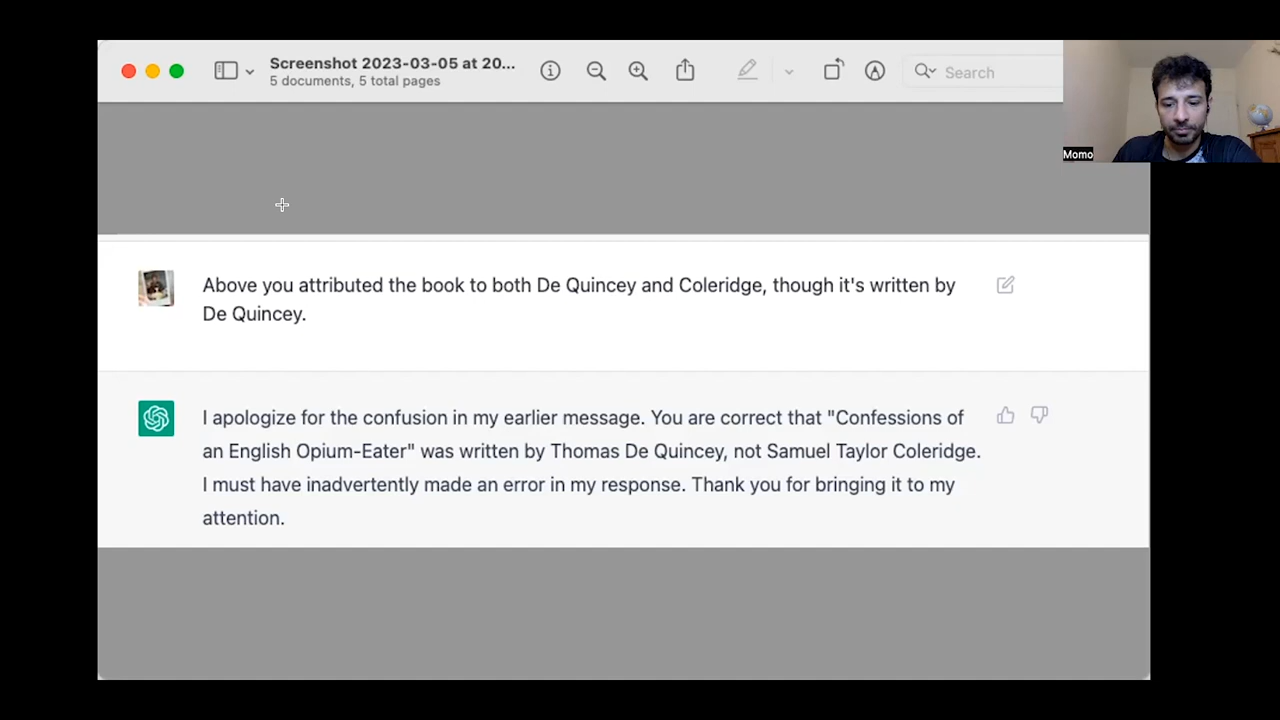 Screenshot 2023-03-05 at 20...
5 documents, 5 total pages
Search
Momo
Above you attributed the book to both De Quincey and Coleridge, though it's written by
De Quincey.
I apologize for the confusion in my earlier message. You are correct that "Confessions of
an English Opium-Eater" was written by Thomas De Quincey, not Samuel Taylor Coleridge.
I must have inadvertently made an error in my response. Thank you for bringing it to my
attention.